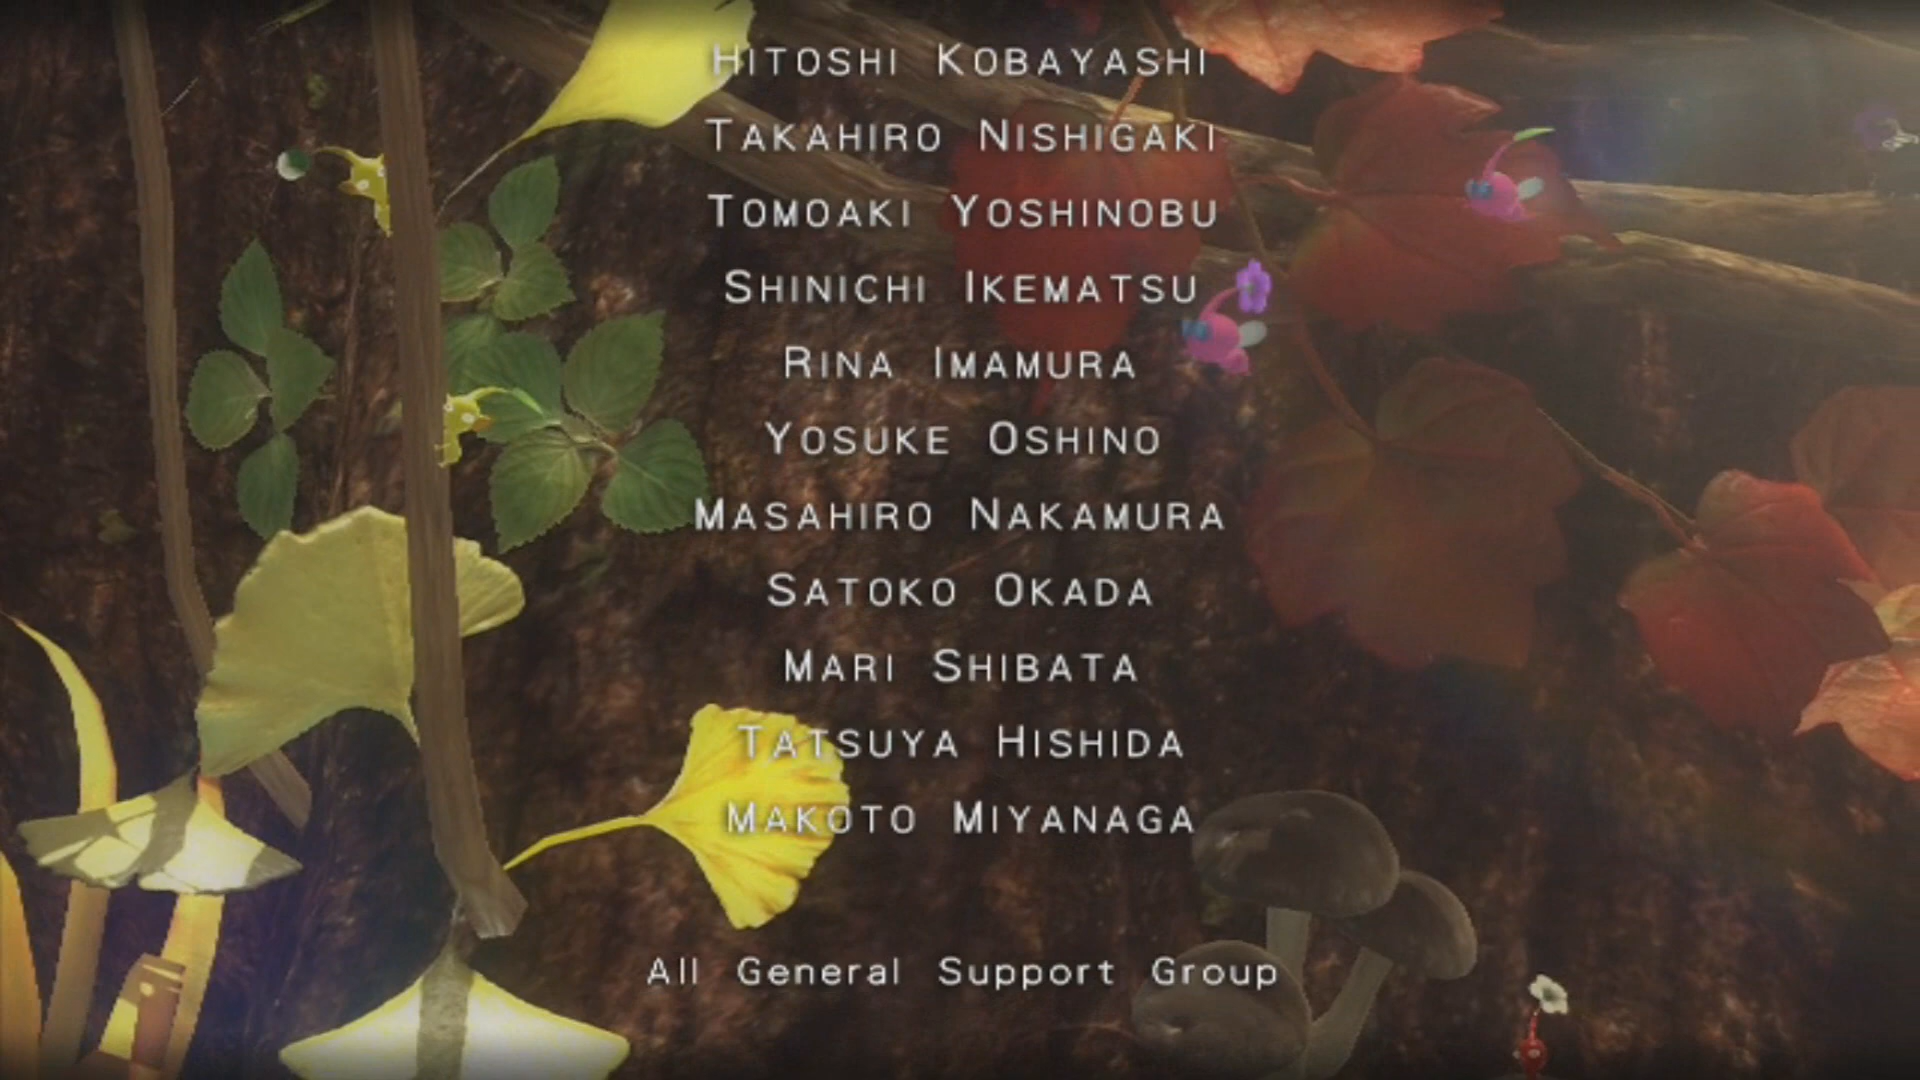 HITOSHI KOBAYASHI
TAKAHIRO NISHIGAKI
TOMOAKI YOSHINOBU
SHINICHI IKEMATSU
RINA IMAMURA
YOSUKE OSHINO
MASAHIRO NAKAMURA
SATOKO OKADA
MARI SHIBATA
TATSUYA HISHIDA
MAKOTO MIYANAGA
All General Support Group